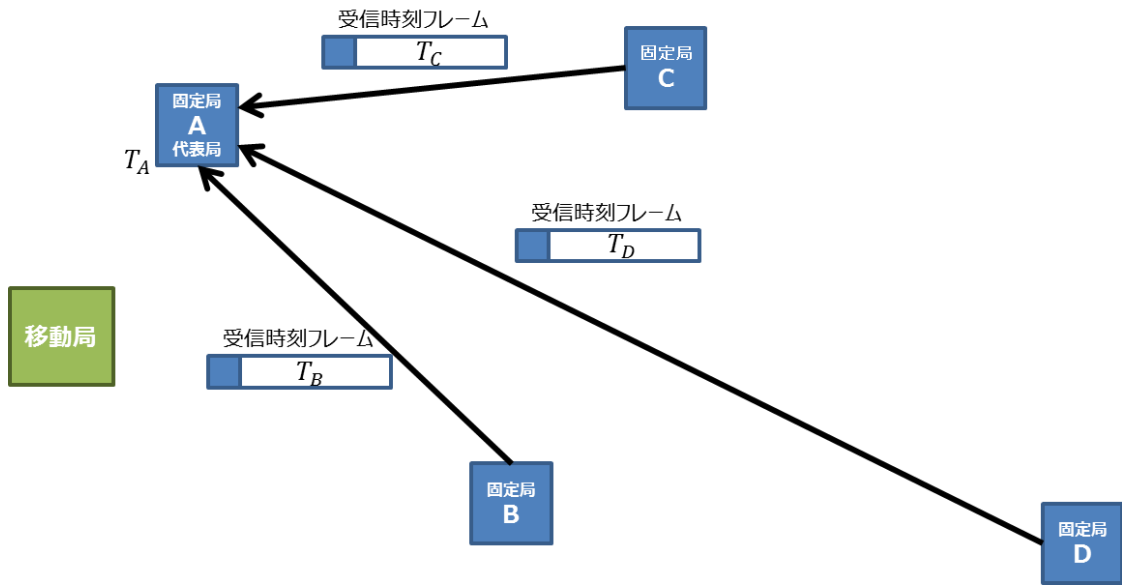 受信時刻フレーム
T_C
固定局
C
固定局
A
代表局
T_A
受信時刻フレーム
T_D
移動局
受信時刻フレーム
T_B
固定局
B
固定局
D